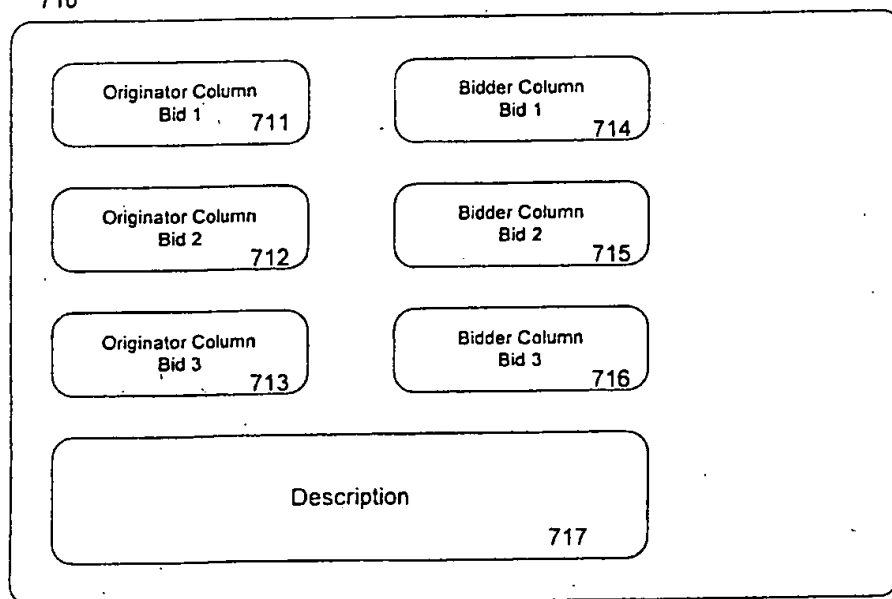 710
Originator Column
Bid 1
711
Bidder Column
Bid 1
714
Originator Column
Bid 2
712
Bidder Column
Bid 2
715
Originator Column
Bid 3
713
Bidder Column
Bid 3
716
Description
717